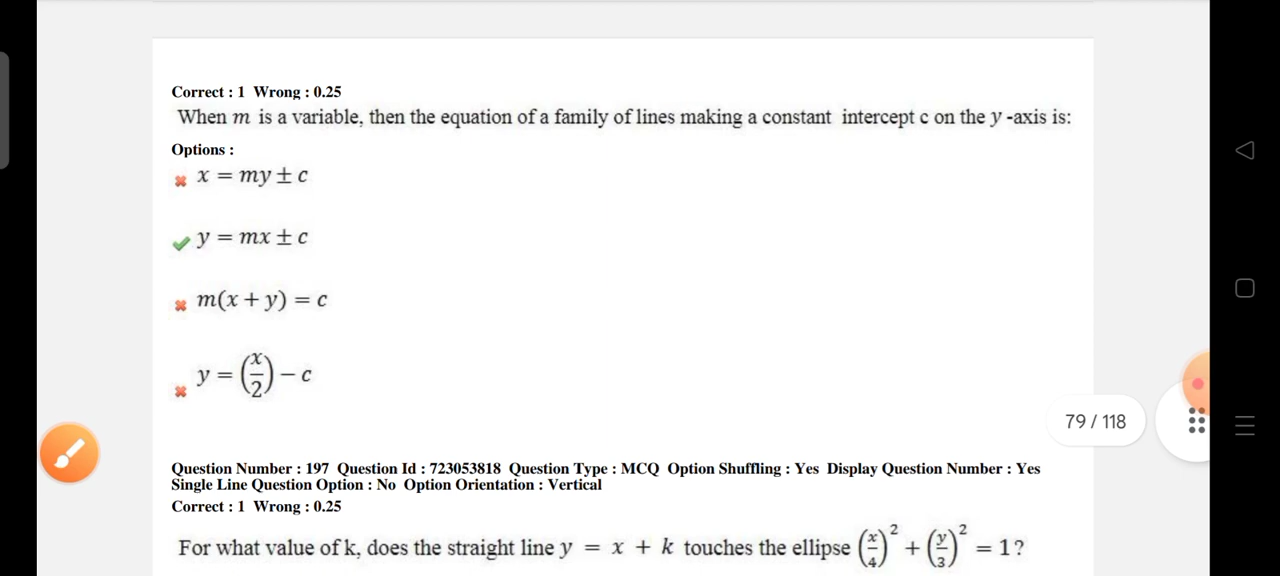 Correct : 1 Wrong : 0.25
When m is a variable, then the equation of a family of lines making a constant intercept c on the y -axis is:
Options :
x = my ± c
y = mx ± c
m(x + y) = c
y = (x/2) − c
79 / 118
Question Number : 197 Question Id : 723053818 Question Type : MCQ Option Shuffling : Yes Display Question Number : Yes
Single Line Question Option : No Option Orientation : Vertical
Correct : 1 Wrong : 0.25
For what value of k, does the straight line y = x + k touches the ellipse (x/4)² + (y/3)² = 1?